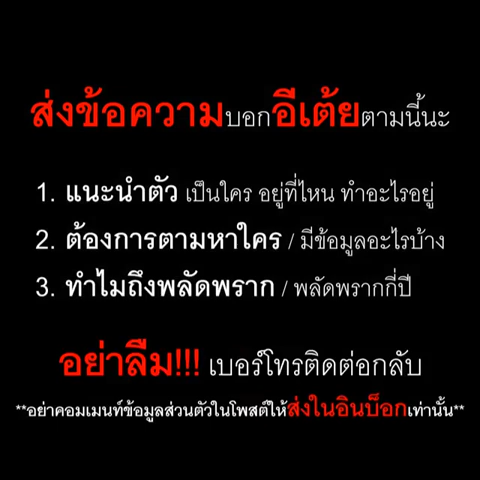 ส่งข้อความบอกอีเต้ยตามนี้นะ
1. แนะนำตัว เป็นใคร อยู่ที่ไหน ทำอะไรอยู่
2. ต้องการตามหาใคร / มีข้อมูลอะไรบ้าง
3. ทำไมถึงพลัดพราก / พลัดพรากกี่ปี
อย่าลืม!!! เบอร์โทรติดต่อกลับ
**อย่าคอมเมนท์ข้อมูลส่วนตัวในโพสต์ให้ส่งในอินบ็อกเท่านั้น**